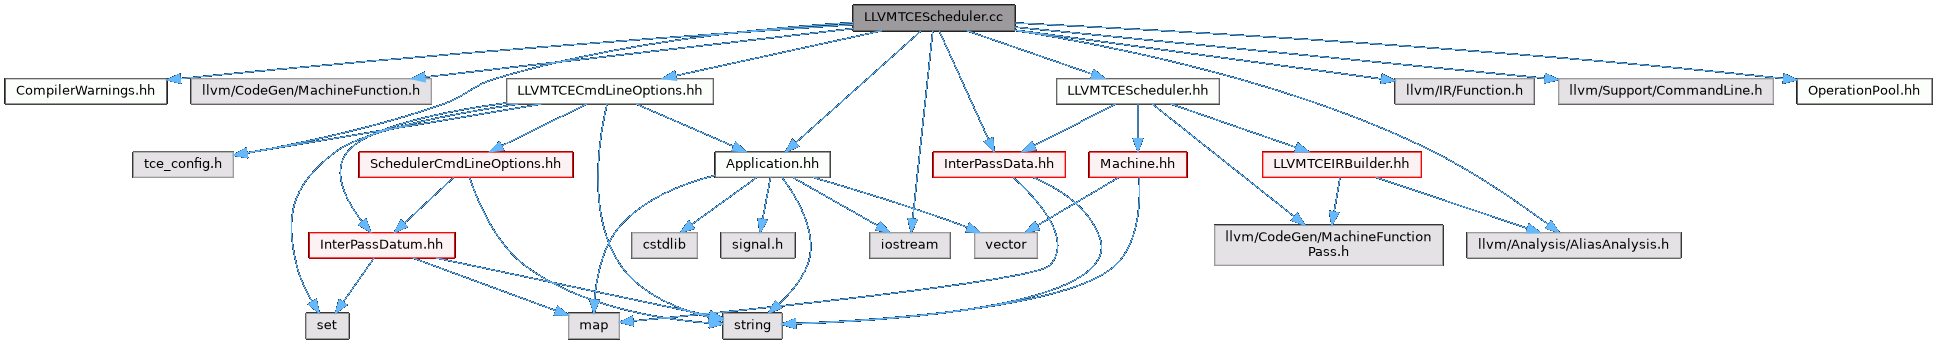 LLVMTCEScheduler.cc
CompilerWarnings.hh
llvm/CodeGen/MachineFunction.h
LLVMTCECmdLineOptions.hh
LLVMTCEScheduler.hh
llvm/IR/Function.h
llvm/Support/CommandLine.h
OperationPool.hh
tce_config.h
SchedulerCmdLineOptions.hh
Application.hh
InterPassData.hh
Machine.hh
LLVMTCEIRBuilder.hh
InterPassDatum.hh
cstdlib
signal.h
iostream
vector
llvm/CodeGen/MachineFunction
Pass.h
llvm/Analysis/AliasAnalysis.h
set
map
string